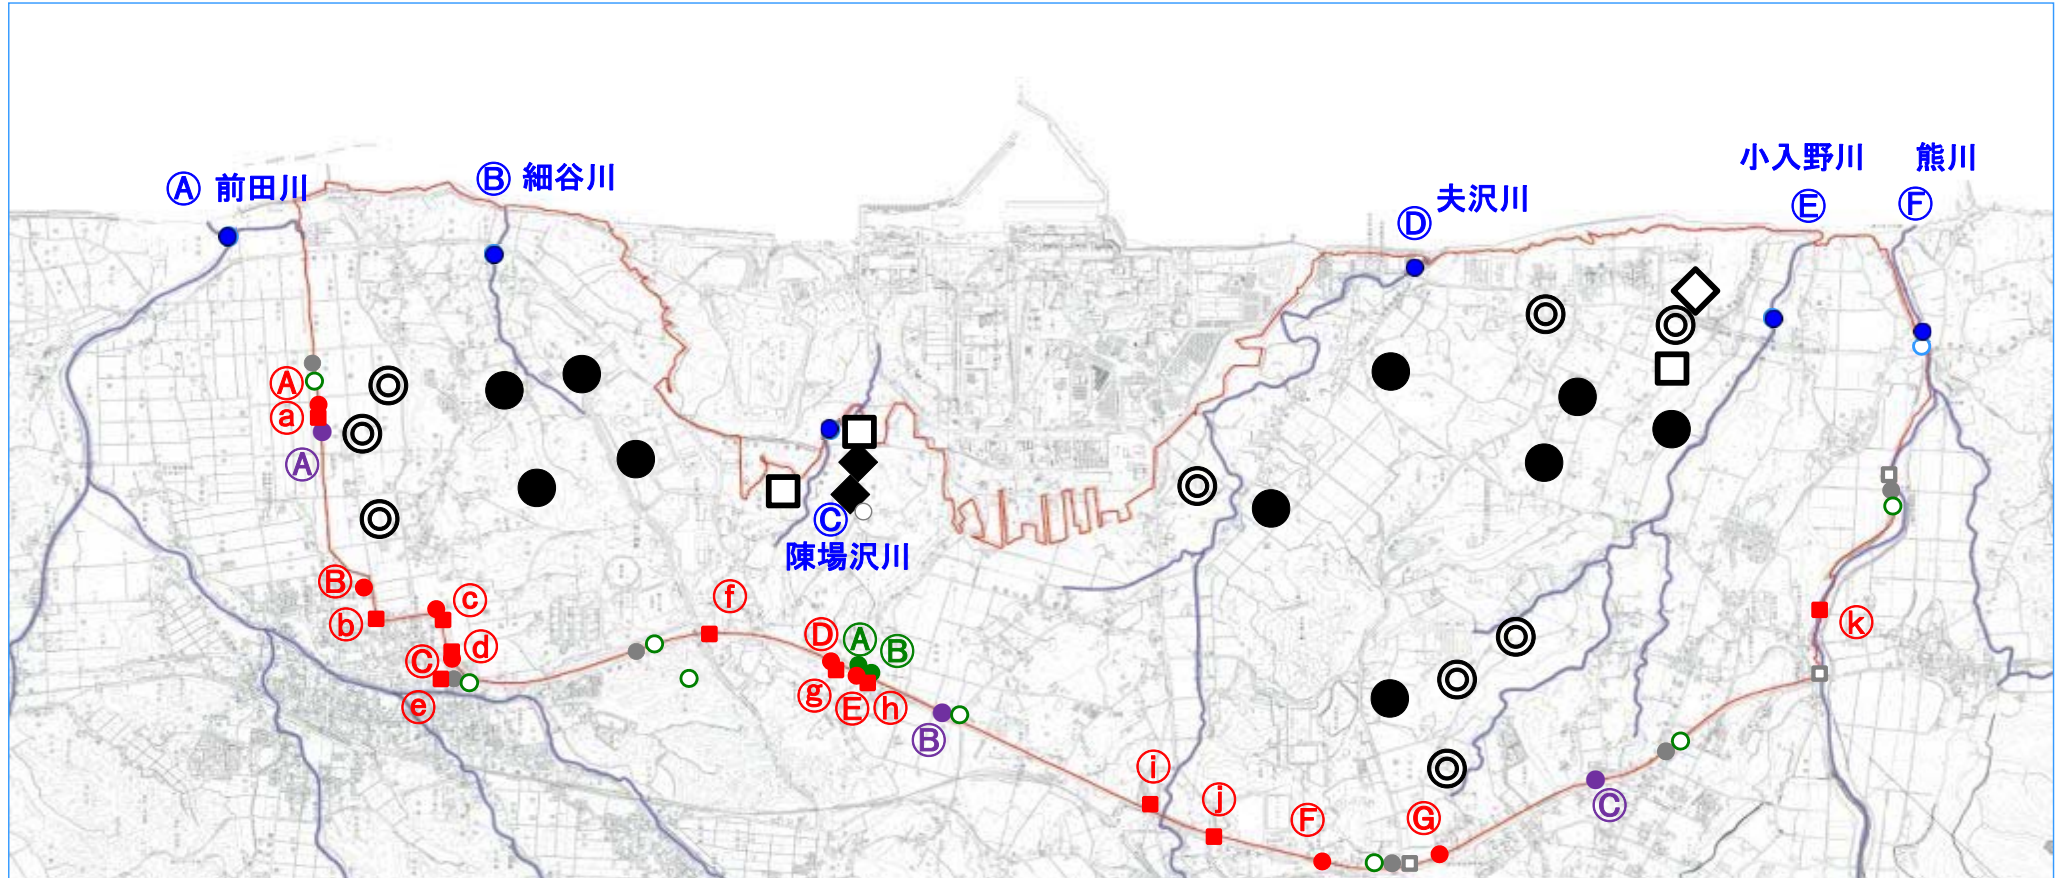 小入野川 熊川
Ⓐ 前田川 Ⓑ 細谷川 夫沢川 Ⓔ Ⓕ
Ⓓ
Ⓐ
ⓐ
Ⓐ
Ⓒ
陳場沢川
Ⓑ ⓒ ⓕ
ⓑ ⓚ
Ⓒ ⓓ Ⓓ Ⓐ Ⓑ
ⓔ ⓖ Ⓔ ⓗ
Ⓑ
ⓘ
ⓙ Ⓕ Ⓖ Ⓒ